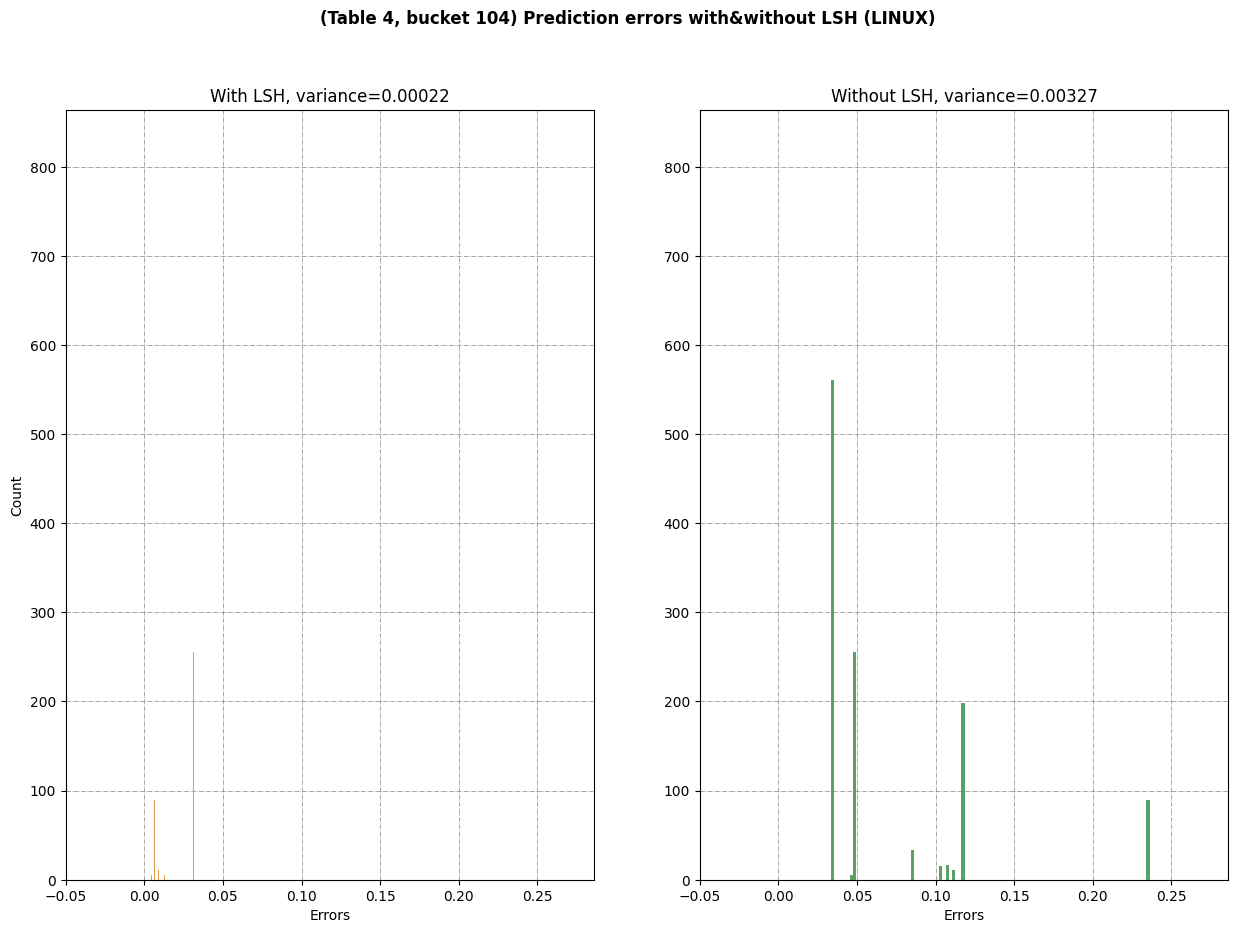 (Table 4, bucket 104) Prediction errors with&without LSH (LINUX)
With LSH, variance=0.00022
800
700
600
500
400
300
200
100
0
Count
−0.05 0.00 0.05 0.10 0.15 0.20 0.25
Errors
Without LSH, variance=0.00327
800
700
600
500
400
300
200
100
0
−0.05 0.00 0.05 0.10 0.15 0.20 0.25
Errors